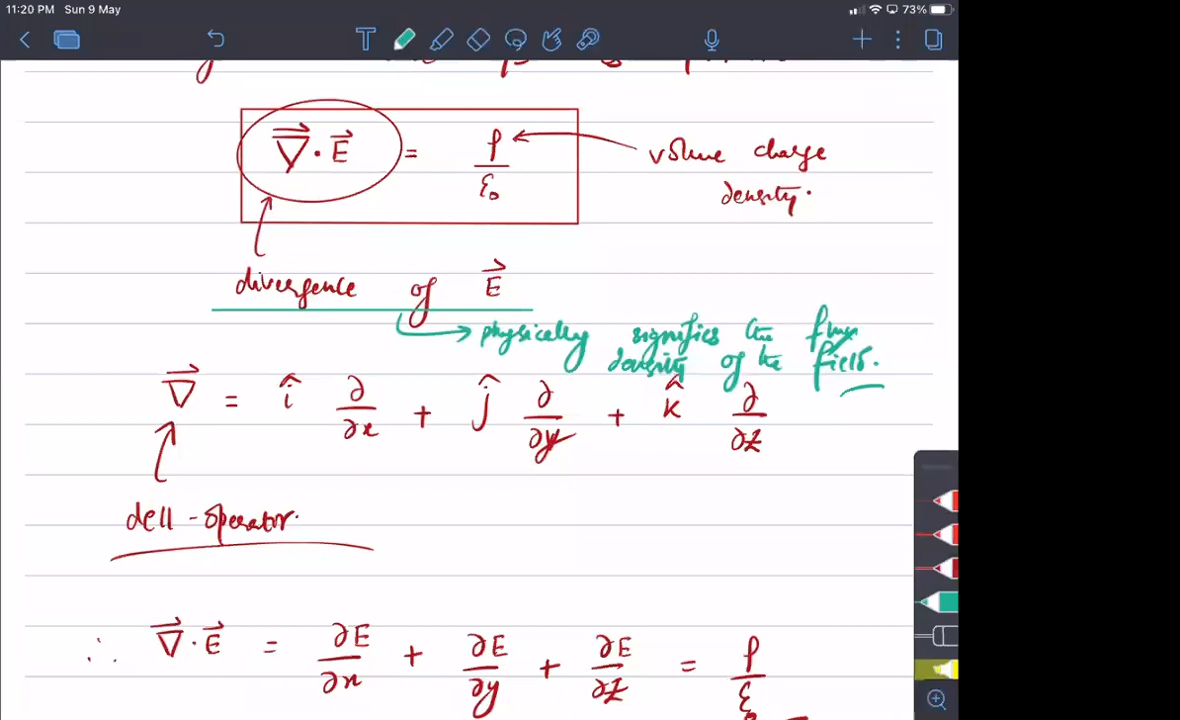 11:20 PM Sun 9 May 73%
T
∇⃗ · E⃗ = ρ/ε₀
volume charge
density.
divergence of E⃗
physically signifies the flux
density of the field.
∇⃗ = î ∂/∂x + ĵ ∂/∂y + k̂ ∂/∂z
dell-operator.
∴ ∇⃗ · E⃗ = ∂E/∂x + ∂E/∂y + ∂E/∂z = ρ/ε₀